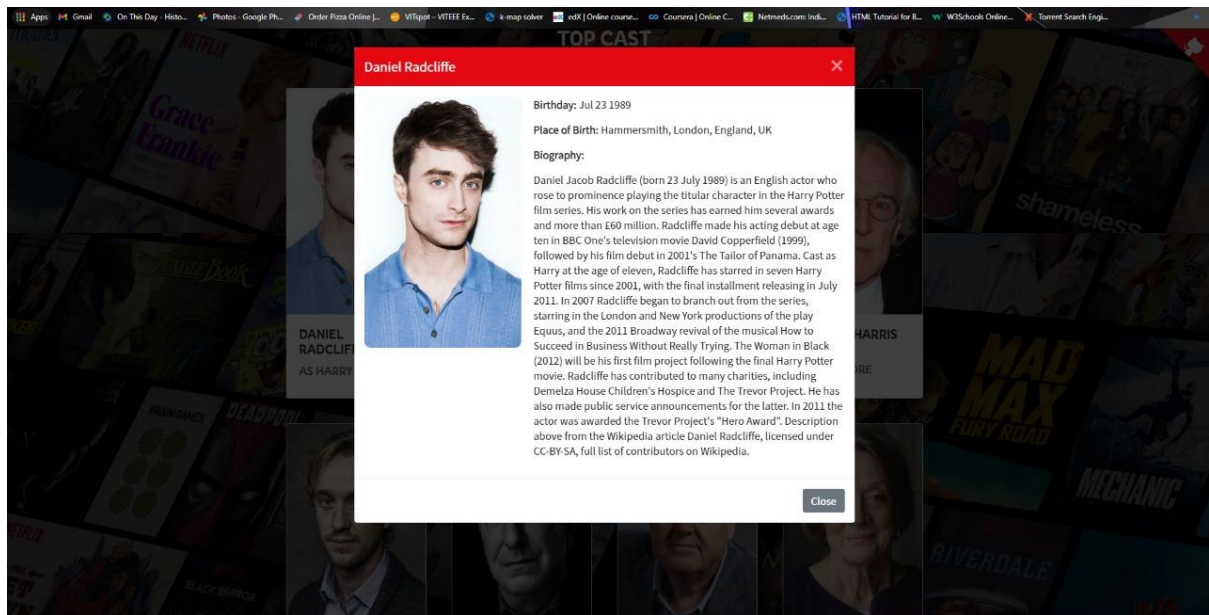 Apps Gmail On This Day - Histo... Photos - Google Ph... Order Pizza Online |... VITspot – VITEEE Ex... k-map solver edX | Online course... Coursera | Online C... Netmeds.com: Indi... HTML Tutorial for B... W3Schools Online... Torrent Search Engi...
TOP CAST
NETFLIX
Grace and Frankie
shameless
JUNGLE BOOK
Daniel Radcliffe
Birthday: Jul 23 1989
Place of Birth: Hammersmith, London, England, UK
Biography:
Daniel Jacob Radcliffe (born 23 July 1989) is an English actor who
rose to prominence playing the titular character in the Harry Potter
film series. His work on the series has earned him several awards
and more than £60 million. Radcliffe made his acting debut at age
ten in BBC One's television movie David Copperfield (1999),
followed by his film debut in 2001's The Tailor of Panama. Cast as
Harry at the age of eleven, Radcliffe has starred in seven Harry
Potter films since 2001, with the final installment releasing in July
2011. In 2007 Radcliffe began to branch out from the series,
starring in the London and New York productions of the play
Equus, and the 2011 Broadway revival of the musical How to
Succeed in Business Without Really Trying. The Woman in Black
(2012) will be his first film project following the final Harry Potter
movie. Radcliffe has contributed to many charities, including
Demelza House Children's Hospice and The Trevor Project. He has
also made public service announcements for the latter. In 2011 the
actor was awarded the Trevor Project's "Hero Award". Description
above from the Wikipedia article Daniel Radcliffe, licensed under
CC-BY-SA, full list of contributors on Wikipedia.
Close
DANIEL
RADCLIF
AS HARRY
HARRIS
ORE
MAD
MAX
FURY ROAD
BRAIN GAMES
DEADPOOL
MECHANIC
NETFLIX
BLACK MIRROR
RIVERDALE